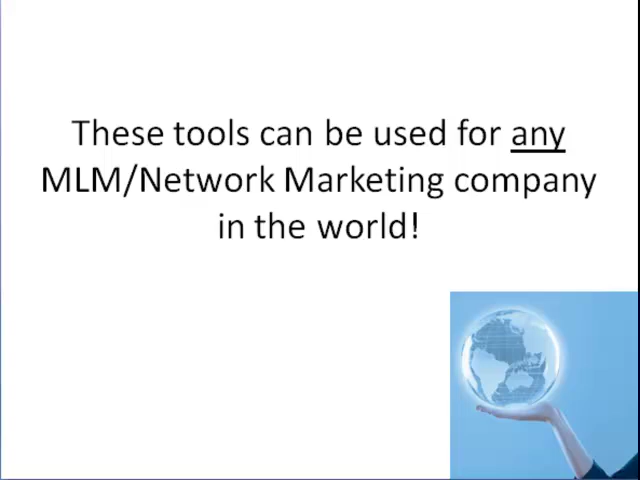 These tools can be used for any
MLM/Network Marketing company
in the world!